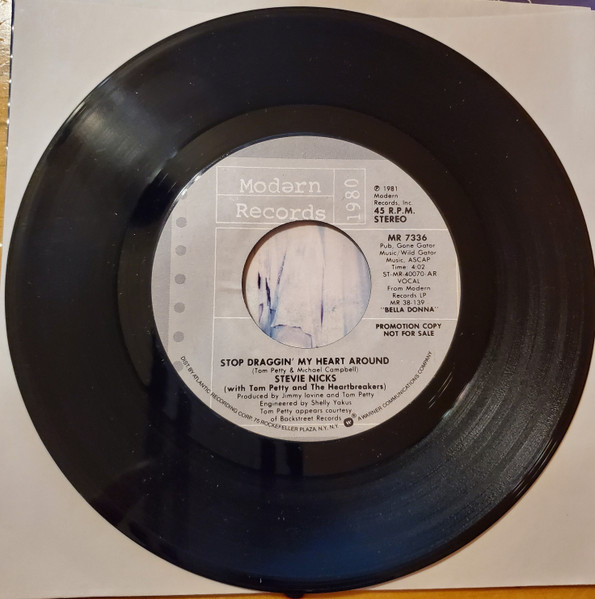 Modərn
Records
1980
℗ 1981
Modern
Records, Inc.
45 R.P.M.
STEREO
MR 7336
Pub, Gone Gator
Music/Wild Gator
Music, ASCAP
Time: 4:02
ST-MR-40070-AR
VOCAL
From Modern
Records LP
MR 38-139
"BELLA DONNA"
PROMOTION COPY
NOT FOR SALE
STOP DRAGGIN' MY HEART AROUND
(Tom Petty & Michael Campbell)
STEVIE NICKS
(with Tom Petty and The Heartbreakers)
Produced by Jimmy Iovine and Tom Petty
Engineered by Shelly Yakus
Tom Petty appears courtesy
of Backstreet Records
DIST BY ATLANTIC RECORDING CORP. 75 ROCKEFELLER PLAZA, N.Y., N.Y. W ® A WARNER COMMUNICATIONS COMPANY